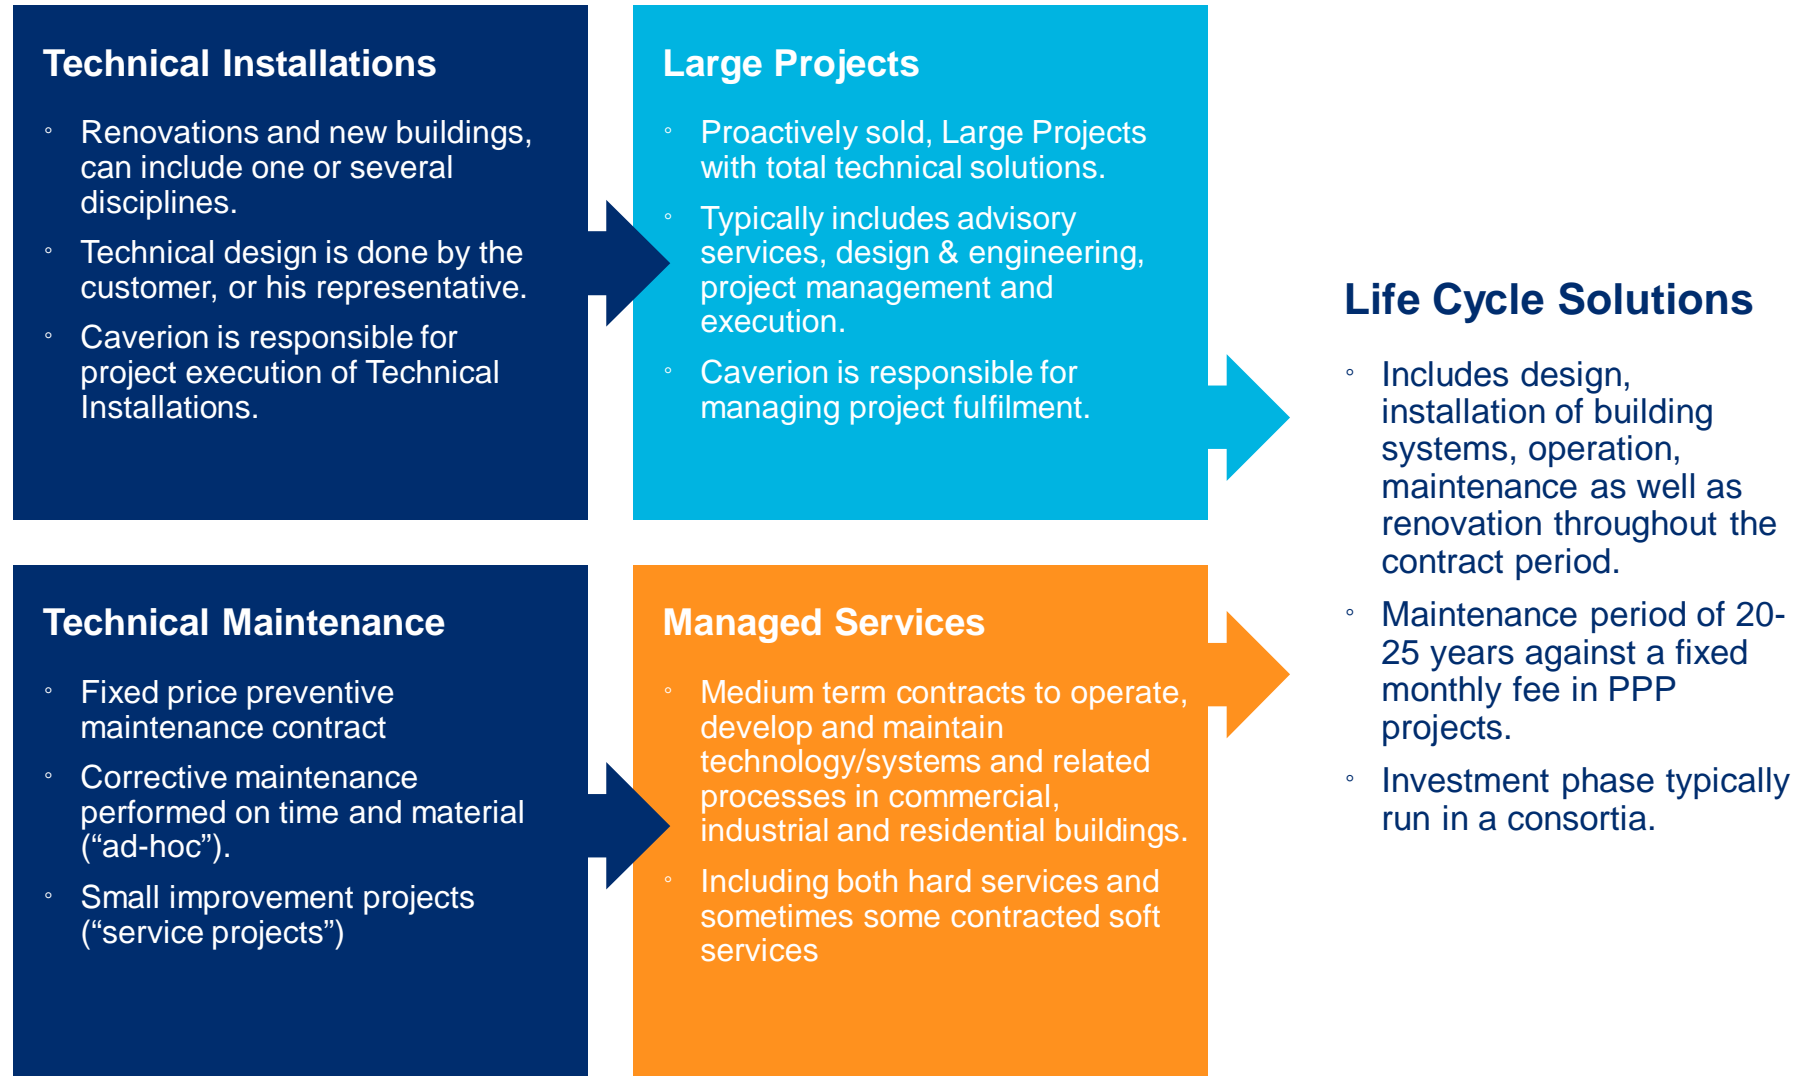 Technical Installations
◦ Renovations and new buildings,
can include one or several
disciplines.
◦ Technical design is done by the
customer, or his representative.
◦ Caverion is responsible for
project execution of Technical
Installations.
Large Projects
◦ Proactively sold, Large Projects
with total technical solutions.
◦ Typically includes advisory
services, design & engineering,
project management and
execution.
◦ Caverion is responsible for
managing project fulfilment.
Technical Maintenance
◦ Fixed price preventive
maintenance contract
◦ Corrective maintenance
performed on time and material
(“ad-hoc”).
◦ Small improvement projects
(“service projects”)
Managed Services
◦ Medium term contracts to operate,
develop and maintain
technology/systems and related
processes in commercial,
industrial and residential buildings.
◦ Including both hard services and
sometimes some contracted soft
services
Life Cycle Solutions
◦ Includes design,
installation of building
systems, operation,
maintenance as well as
renovation throughout the
contract period.
◦ Maintenance period of 20-
25 years against a fixed
monthly fee in PPP
projects.
◦ Investment phase typically
run in a consortia.